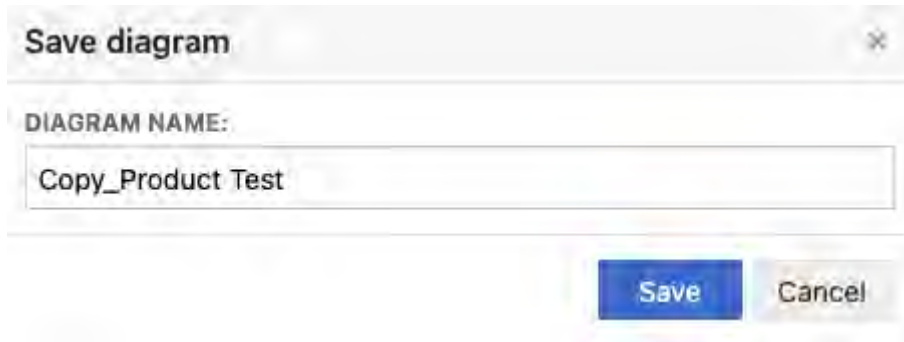 Save diagram
DIAGRAM NAME:
Copy_Product Test
Save Cancel